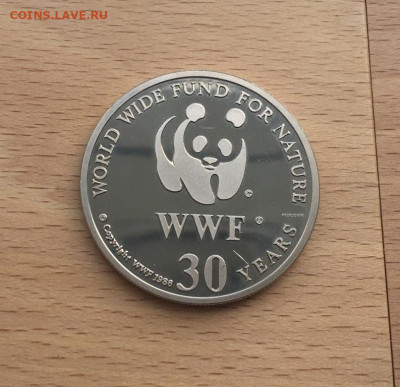 COINS.LAVE.RU
WORLD WIDE FUND FOR NATURE
©
WWF ®
30 YEARS
© Copyright WWF 1986